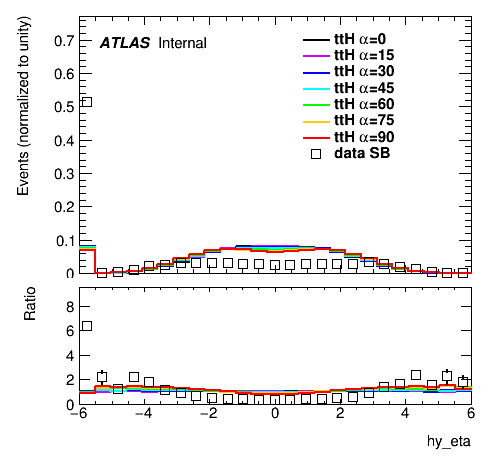 ATLAS Internal
ttH α=0
ttH α=15
ttH α=30
ttH α=45
ttH α=60
ttH α=75
ttH α=90
data SB
Events (normalized to unity)
0.7
0.6
0.5
0.4
0.3
0.2
0.1
0
Ratio
8
6
4
2
0
−6 −4 −2 0 2 4 6
hy_eta